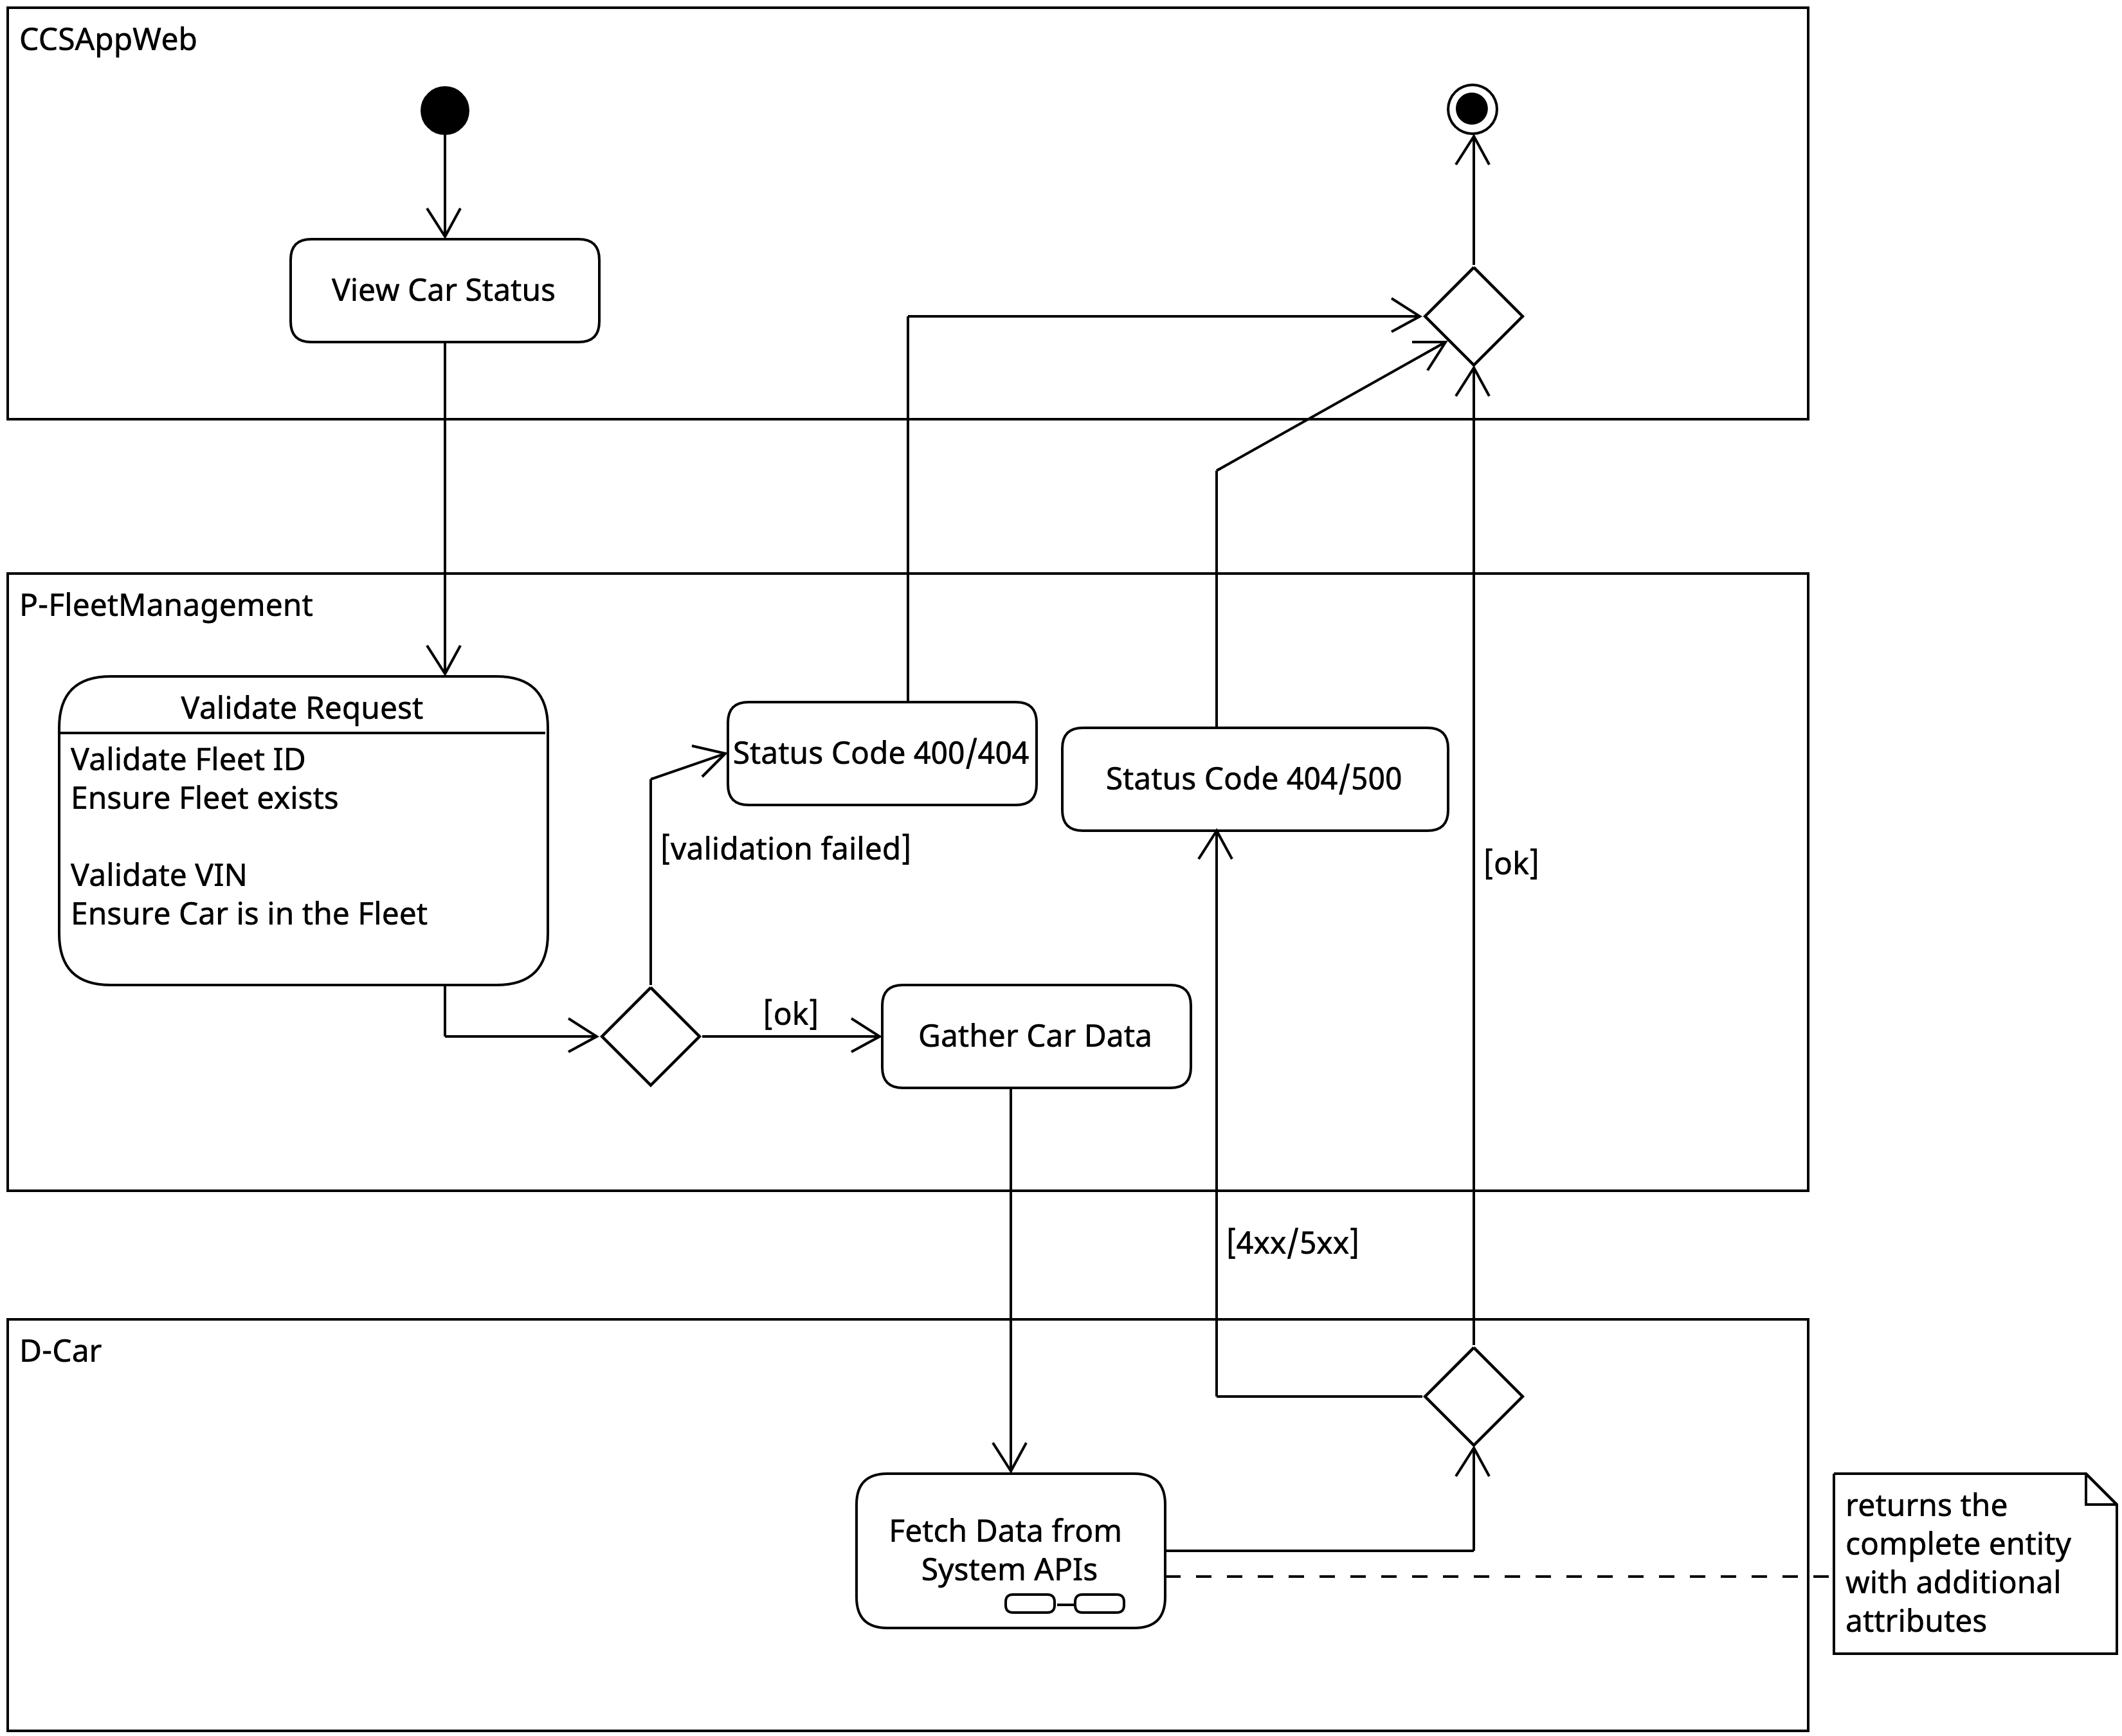 CCSAppWeb
View Car Status
P-FleetManagement
Validate Request
Validate Fleet ID
Ensure Fleet exists
Validate VIN
Ensure Car is in the Fleet
Status Code 400/404
Status Code 404/500
[validation failed]
[ok]
[ok]
Gather Car Data
[4xx/5xx]
D-Car
Fetch Data from
System APIs
returns the
complete entity
with additional
attributes